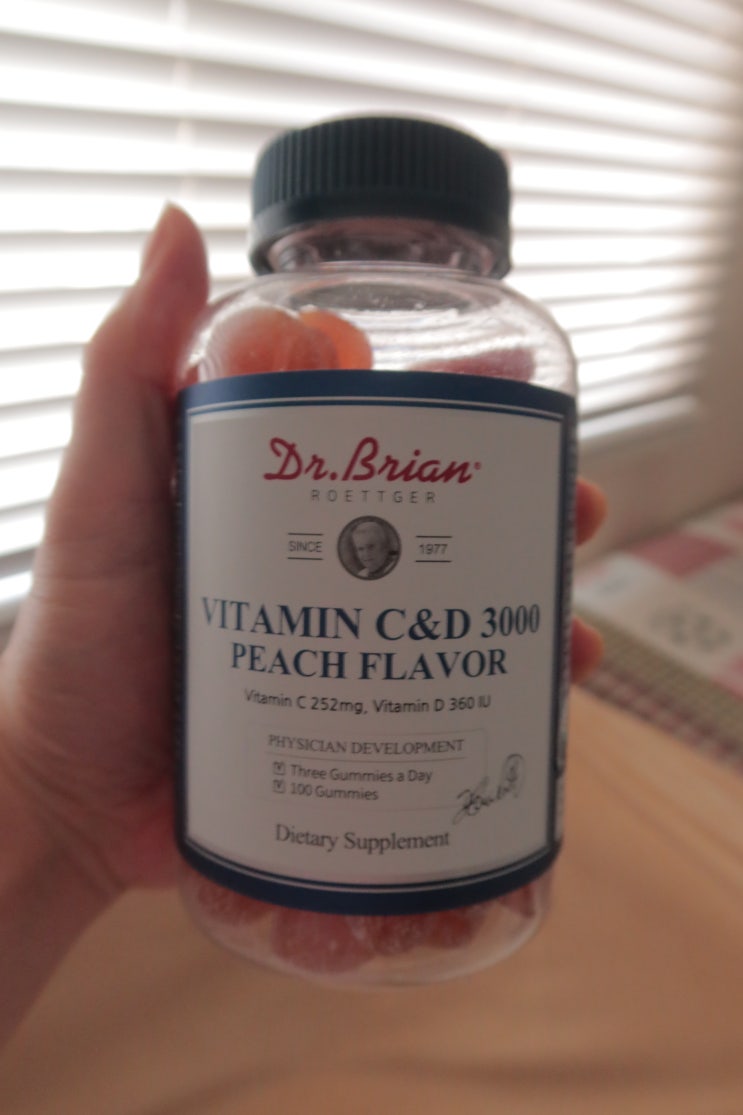 Dr.Brian
ROETTGER
SINCE 1977
VITAMIN C&D 3000
PEACH FLAVOR
Vitamin C 252mg, Vitamin D 360 IU
PHYSICIAN DEVELOPMENT
Three Gummies a Day
100 Gummies
Dietary Supplement